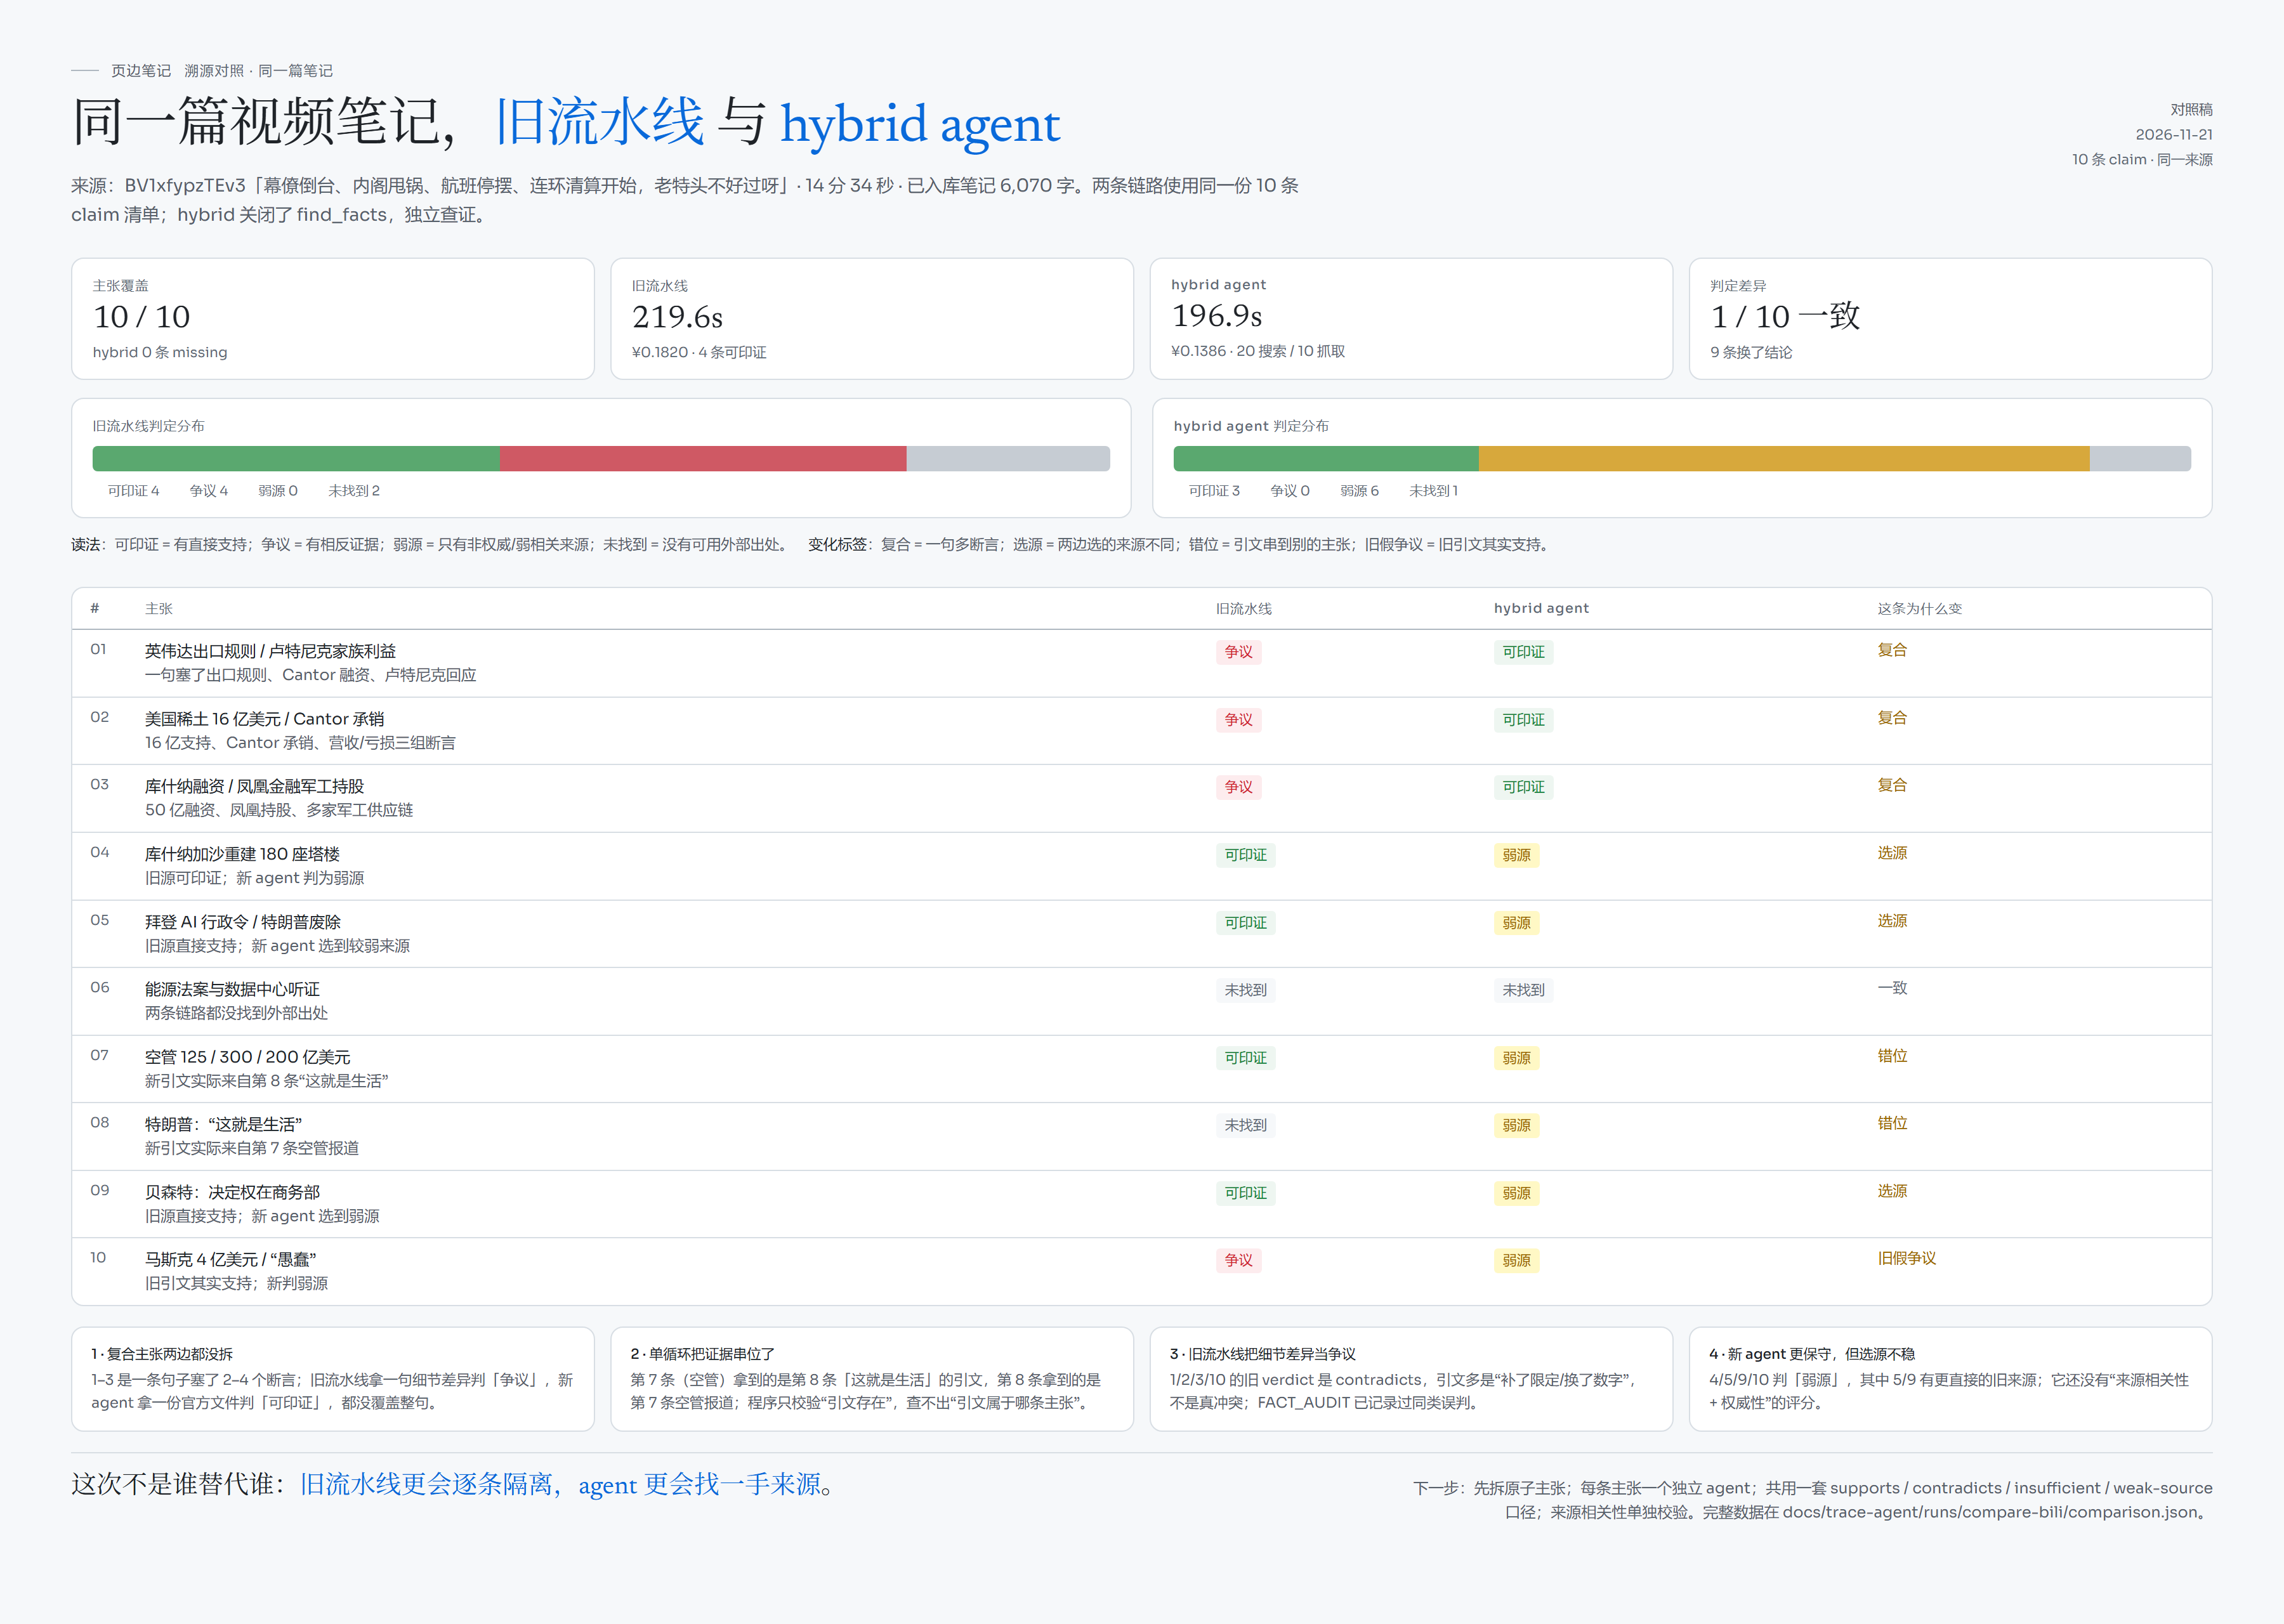 页边笔记 溯源对照 · 同一篇笔记
同一篇视频笔记，旧流水线 与 hybrid agent
对照稿
2026-11-21
10 条 claim · 同一来源
来源：BV1xfypzTEv3「幕僚倒台、内阁甩锅、航班停摆、连环清算开始，老特头不好过呀」· 14 分 34 秒 · 已入库笔记 6,070 字。两条链路使用同一份 10 条
claim 清单；hybrid 关闭了 find_facts，独立查证。
主张覆盖
10 / 10
hybrid 0 条 missing
旧流水线
219.6s
¥0.1820 · 4 条可印证
hybrid agent
196.9s
¥0.1386 · 20 搜索 / 10 抓取
判定差异
1 / 10 一致
9 条换了结论
旧流水线判定分布
可印证 4 争议 4 弱源 0 未找到 2
hybrid agent 判定分布
可印证 3 争议 0 弱源 6 未找到 1
读法：可印证 = 有直接支持；争议 = 有相反证据；弱源 = 只有非权威/弱相关来源；未找到 = 没有可用外部出处。 变化标签：复合 = 一句多断言；选源 = 两边选的来源不同；错位 = 引文串到别的主张；旧假争议 = 旧引文其实支持。
# 主张 旧流水线 hybrid agent 这条为什么变
01 英伟达出口规则 / 卢特尼克家族利益 争议 可印证 复合
一句塞了出口规则、Cantor 融资、卢特尼克回应
02 美国稀土 16 亿美元 / Cantor 承销 争议 可印证 复合
16 亿支持、Cantor 承销、营收/亏损三组断言
03 库什纳融资 / 凤凰金融军工持股 争议 可印证 复合
50 亿融资、凤凰持股、多家军工供应链
04 库什纳加沙重建 180 座塔楼 可印证 弱源 选源
旧源可印证；新 agent 判为弱源
05 拜登 AI 行政令 / 特朗普废除 可印证 弱源 选源
旧源直接支持；新 agent 选到较弱来源
06 能源法案与数据中心听证 未找到 未找到 一致
两条链路都没找到外部出处
07 空管 125 / 300 / 200 亿美元 可印证 弱源 错位
新引文实际来自第 8 条“这就是生活”
08 特朗普：“这就是生活” 未找到 弱源 错位
新引文实际来自第 7 条空管报道
09 贝森特：决定权在商务部 可印证 弱源 选源
旧源直接支持；新 agent 选到弱源
10 马斯克 4 亿美元 / “愚蠢” 争议 弱源 旧假争议
旧引文其实支持；新判弱源
1 · 复合主张两边都没拆
1–3 是一条句子塞了 2–4 个断言；旧流水线拿一句细节差异判「争议」，新
agent 拿一份官方文件判「可印证」，都没覆盖整句。
2 · 单循环把证据串位了
第 7 条（空管）拿到的是第 8 条「这就是生活」的引文，第 8 条拿到的是
第 7 条空管报道；程序只校验“引文存在”，查不出“引文属于哪条主张”。
3 · 旧流水线把细节差异当争议
1/2/3/10 的旧 verdict 是 contradicts，引文多是“补了限定/换了数字”，
不是真冲突；FACT_AUDIT 已记录过同类误判。
4 · 新 agent 更保守，但选源不稳
4/5/9/10 判「弱源」，其中 5/9 有更直接的旧来源；它还没有“来源相关性
+ 权威性”的评分。
这次不是谁替代谁：旧流水线更会逐条隔离，agent 更会找一手来源。
下一步：先拆原子主张；每条主张一个独立 agent；共用一套 supports / contradicts / insufficient / weak-source
口径；来源相关性单独校验。完整数据在 docs/trace-agent/runs/compare-bili/comparison.json。